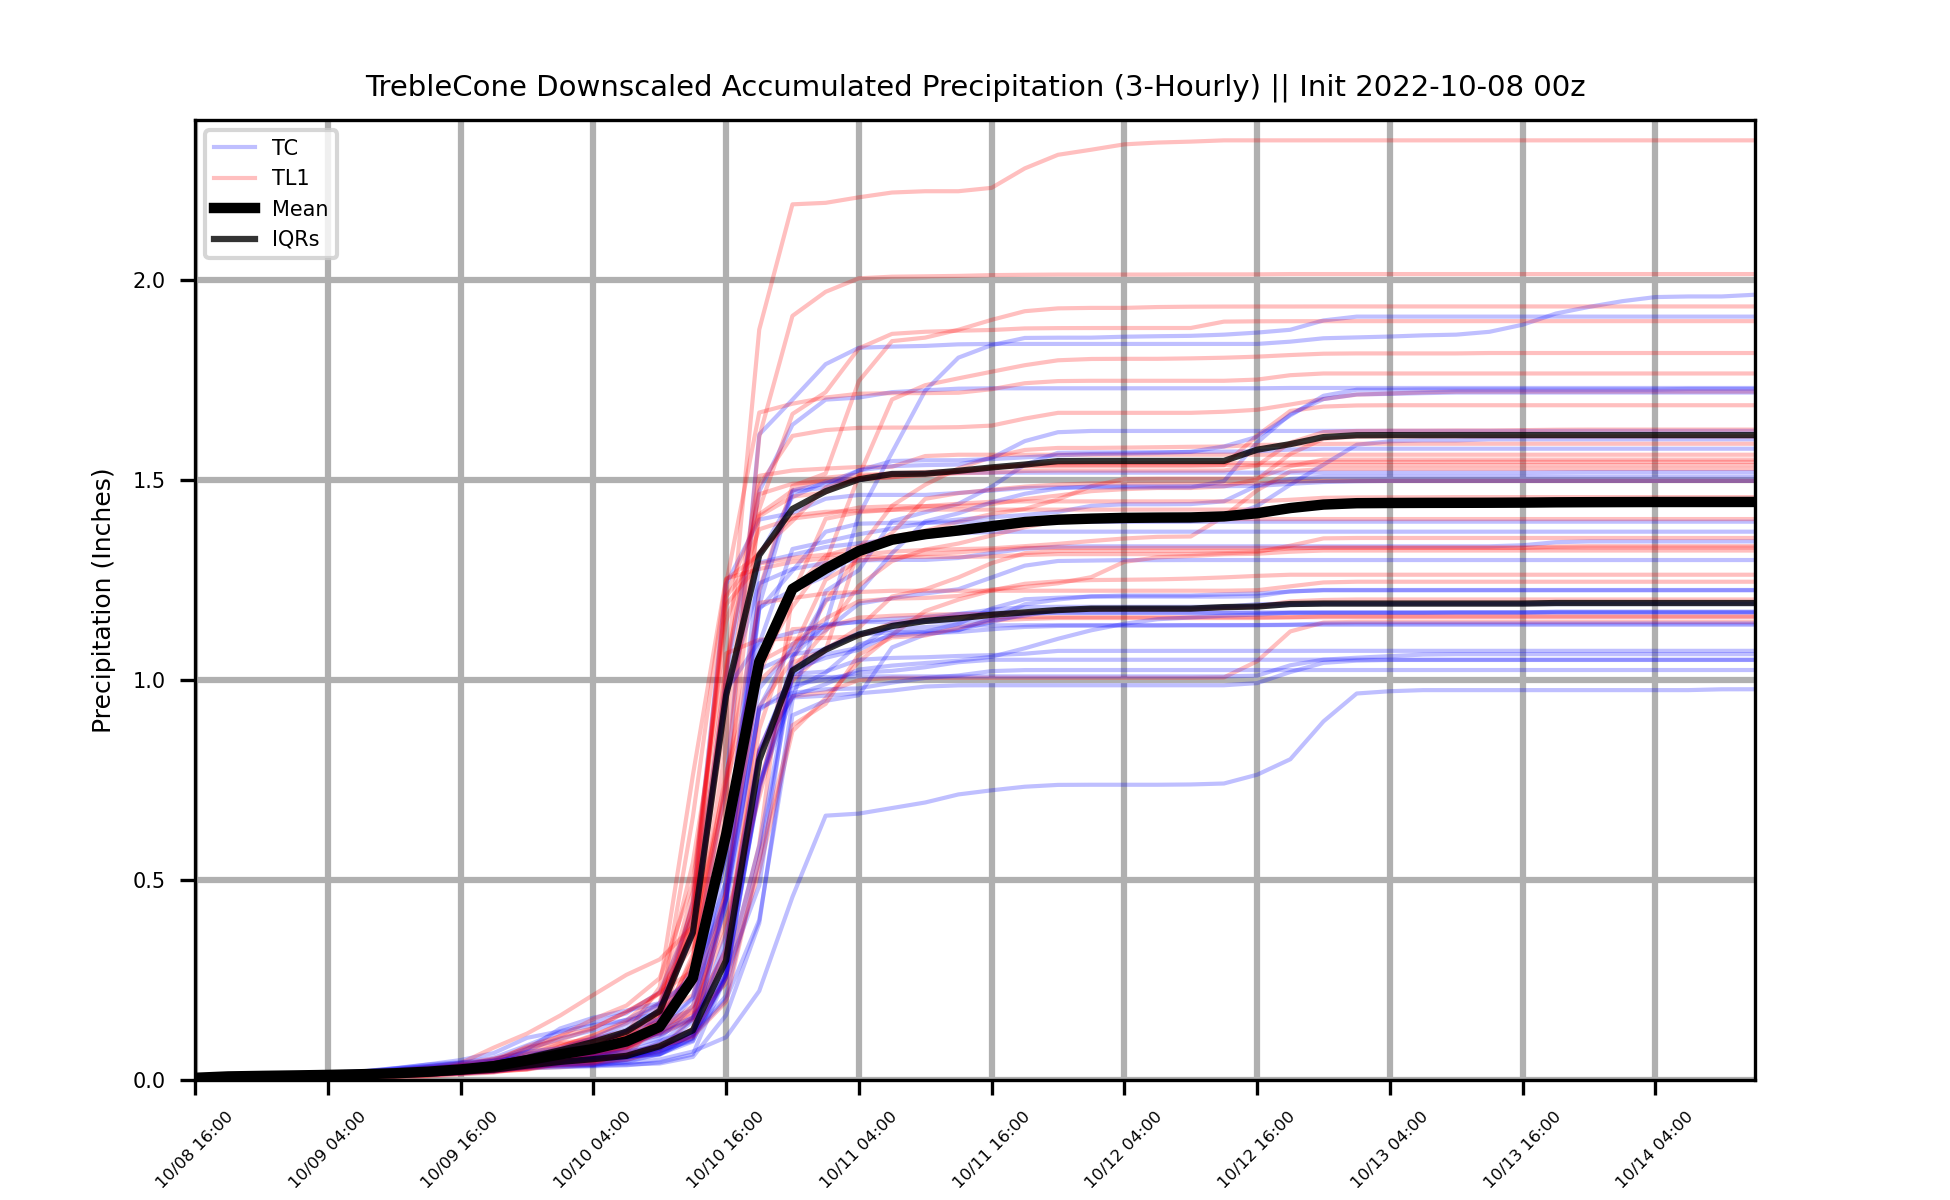 TrebleCone Downscaled Accumulated Precipitation (3-Hourly) || Init 2022-10-08 00z
TC
TL1
Mean
IQRs
Precipitation (Inches)
2.0
1.5
1.0
0.5
0.0
10/08 16:00
10/09 04:00
10/09 16:00
10/10 04:00
10/10 16:00
10/11 04:00
10/11 16:00
10/12 04:00
10/12 16:00
10/13 04:00
10/13 16:00
10/14 04:00